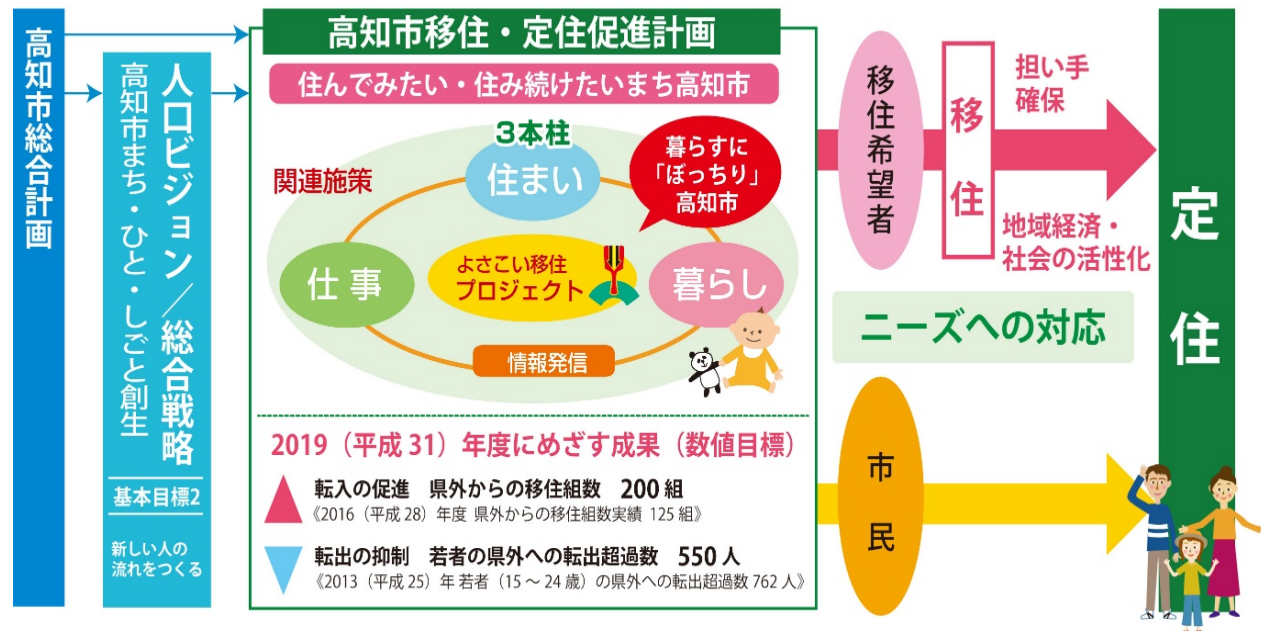 高知市総合計画
人口ビジョン／総合戦略
高知市まち・ひと・しごと創生
基本目標2
新しい人の
流れをつくる
高知市移住・定住促進計画
住んでみたい・住み続けたいまち高知市
3本柱
関連施策
住まい
暮らすに
「ぼっちり」
高知市
仕事
よさこい移住
プロジェクト
暮らし
情報発信
2019（平成31）年度にめざす成果（数値目標）
転入の促進　県外からの移住組数　200組
《2016（平成28）年度 県外からの移住組数実績 125組》
転出の抑制　若者の県外への転出超過数　550人
《2013（平成25）年 若者（15～24歳）の県外への転出超過数762人》
移住希望者
移住
担い手
確保
地域経済・
社会の活性化
ニーズへの対応
市民
定住